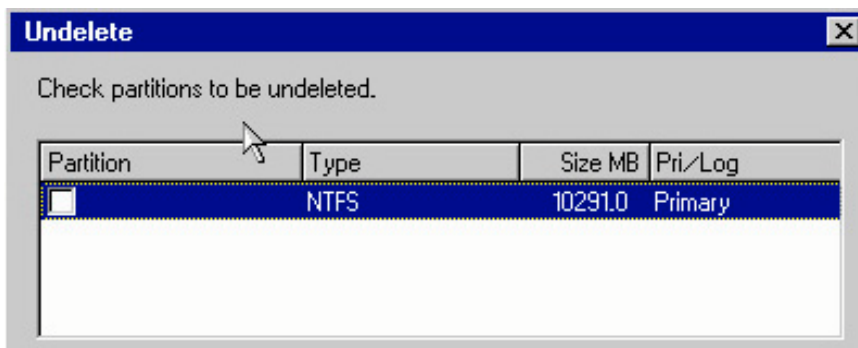 Undelete
Check partitions to be undeleted.
Partition Type Size MB Pri/Log
NTFS 10291.0 Primary